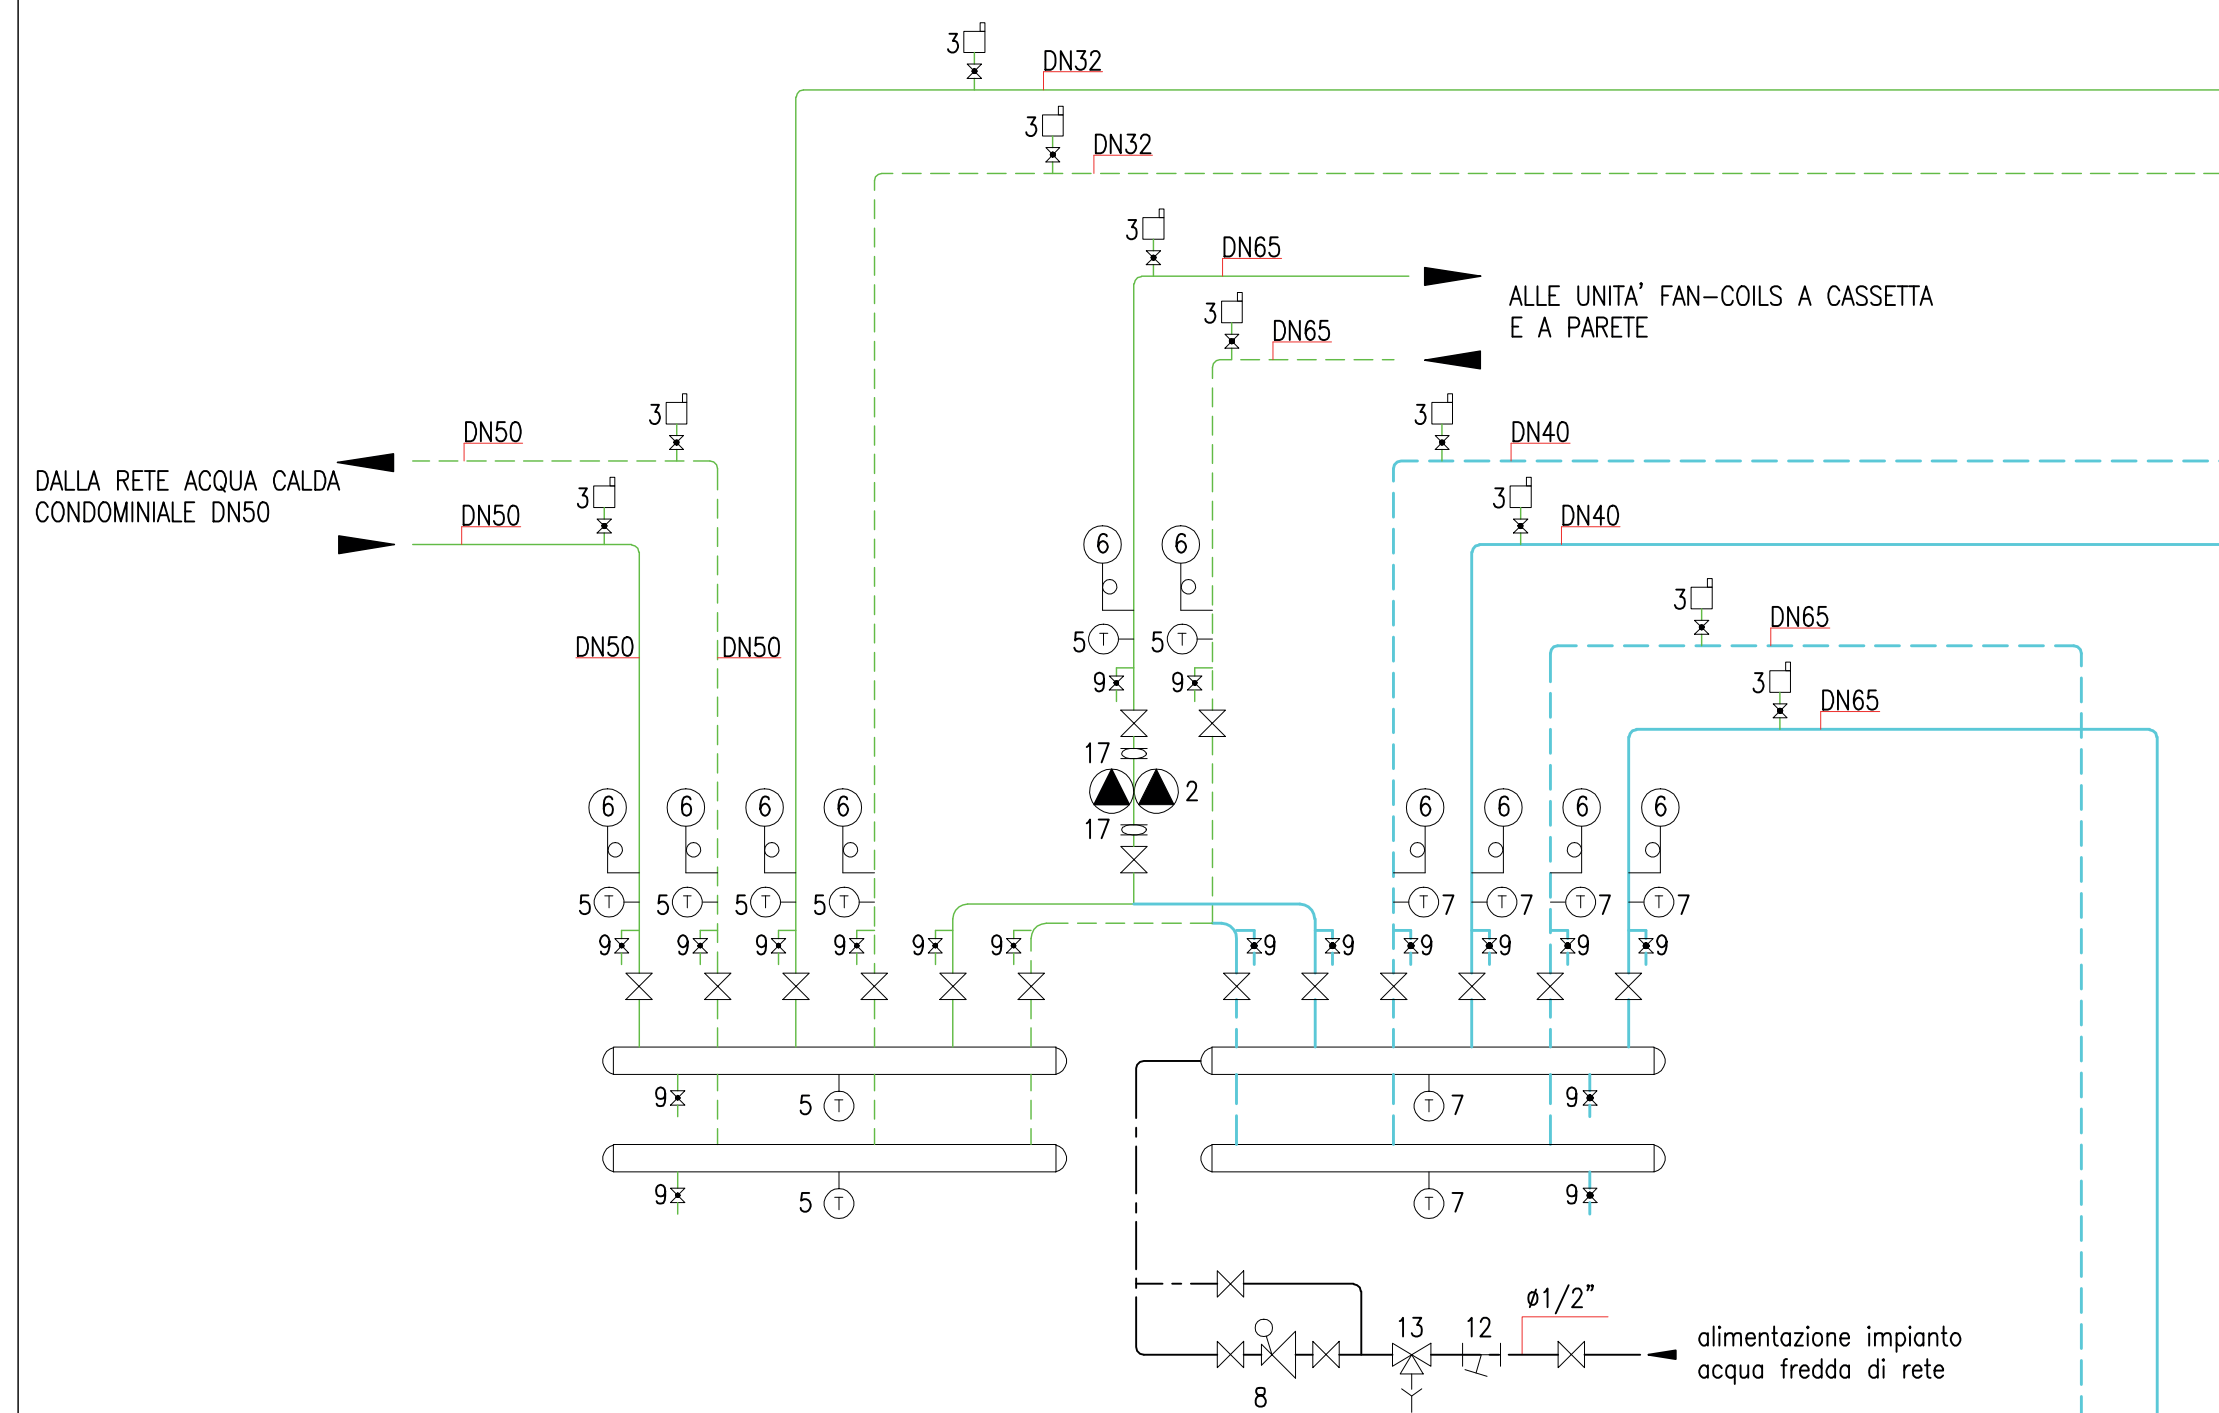 3
DN32
3
DN32
3
DN65
ALLE UNITA' FAN-COILS A CASSETTA
E A PARETE
3
DN65
3
DN50
3
DN40
DALLA RETE ACQUA CALDA
CONDOMINIALE DN50
3
DN50
3
DN40
6 6
3
DN65
5 T 5 T
DN50 DN50
9 9
3
DN65
17
2
6 6 6 6 6 6 6 6
17
5 T 5 T 5 T 5 T T 7 T 7 T 7 T 7
9 9 9 9 9 9 9 9 9 9 9 9
9 5 T T 7 9
9 5 T T 7 9
ø1/2"
13 12
alimentazione impianto
acqua fredda di rete
8